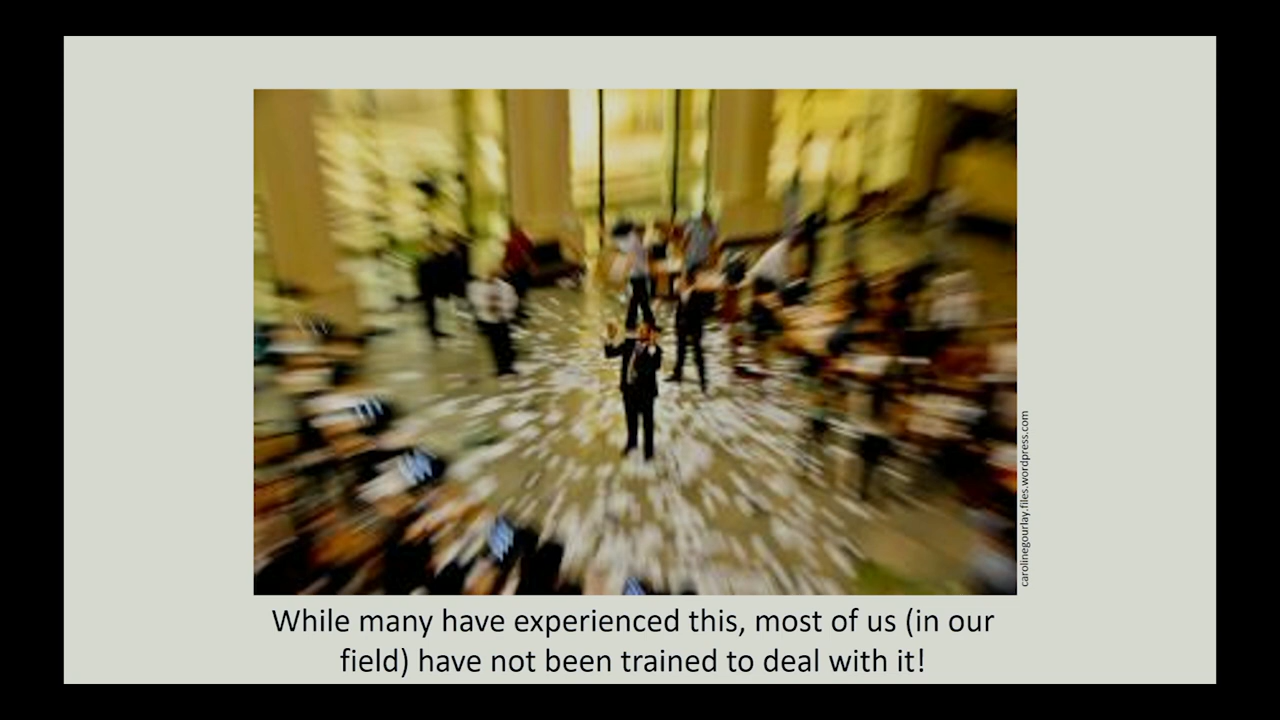 carolinegourlay.files.wordpress.com
While many have experienced this, most of us (in our
field) have not been trained to deal with it!